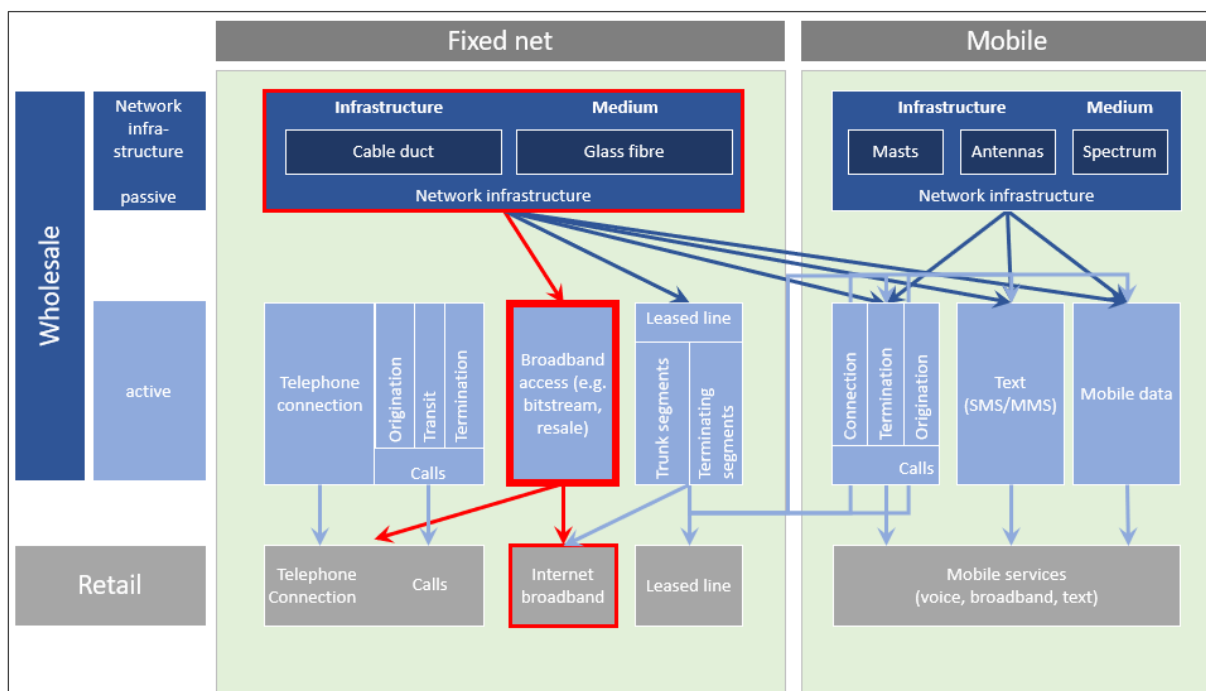 Fixed net
Mobile
Wholesale
Network
infra-
structure
passive
Infrastructure
Medium
Cable duct
Glass fibre
Network infrastructure
Infrastructure
Medium
Masts
Antennas
Spectrum
Network infrastructure
active
Telephone
connection
Origination
Transit
Termination
Calls
Broadband
access (e.g.
bitstream,
resale)
Leased line
Trunk segments
Terminating
segments
Connection
Termination
Origination
Calls
Text
(SMS/MMS)
Mobile data
Retail
Telephone
Connection
Calls
Internet
broadband
Leased line
Mobile services
(voice, broadband, text)